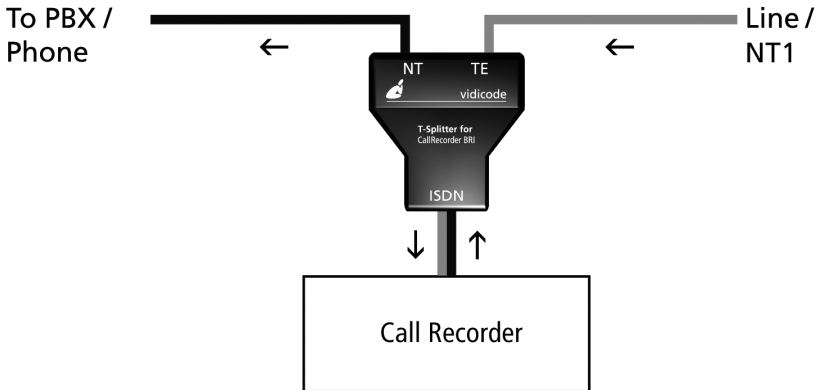 To PBX /
Phone
Line /
NT1
NT TE
vidicode
T-Splitter for
CallRecorder BRI
ISDN
Call Recorder